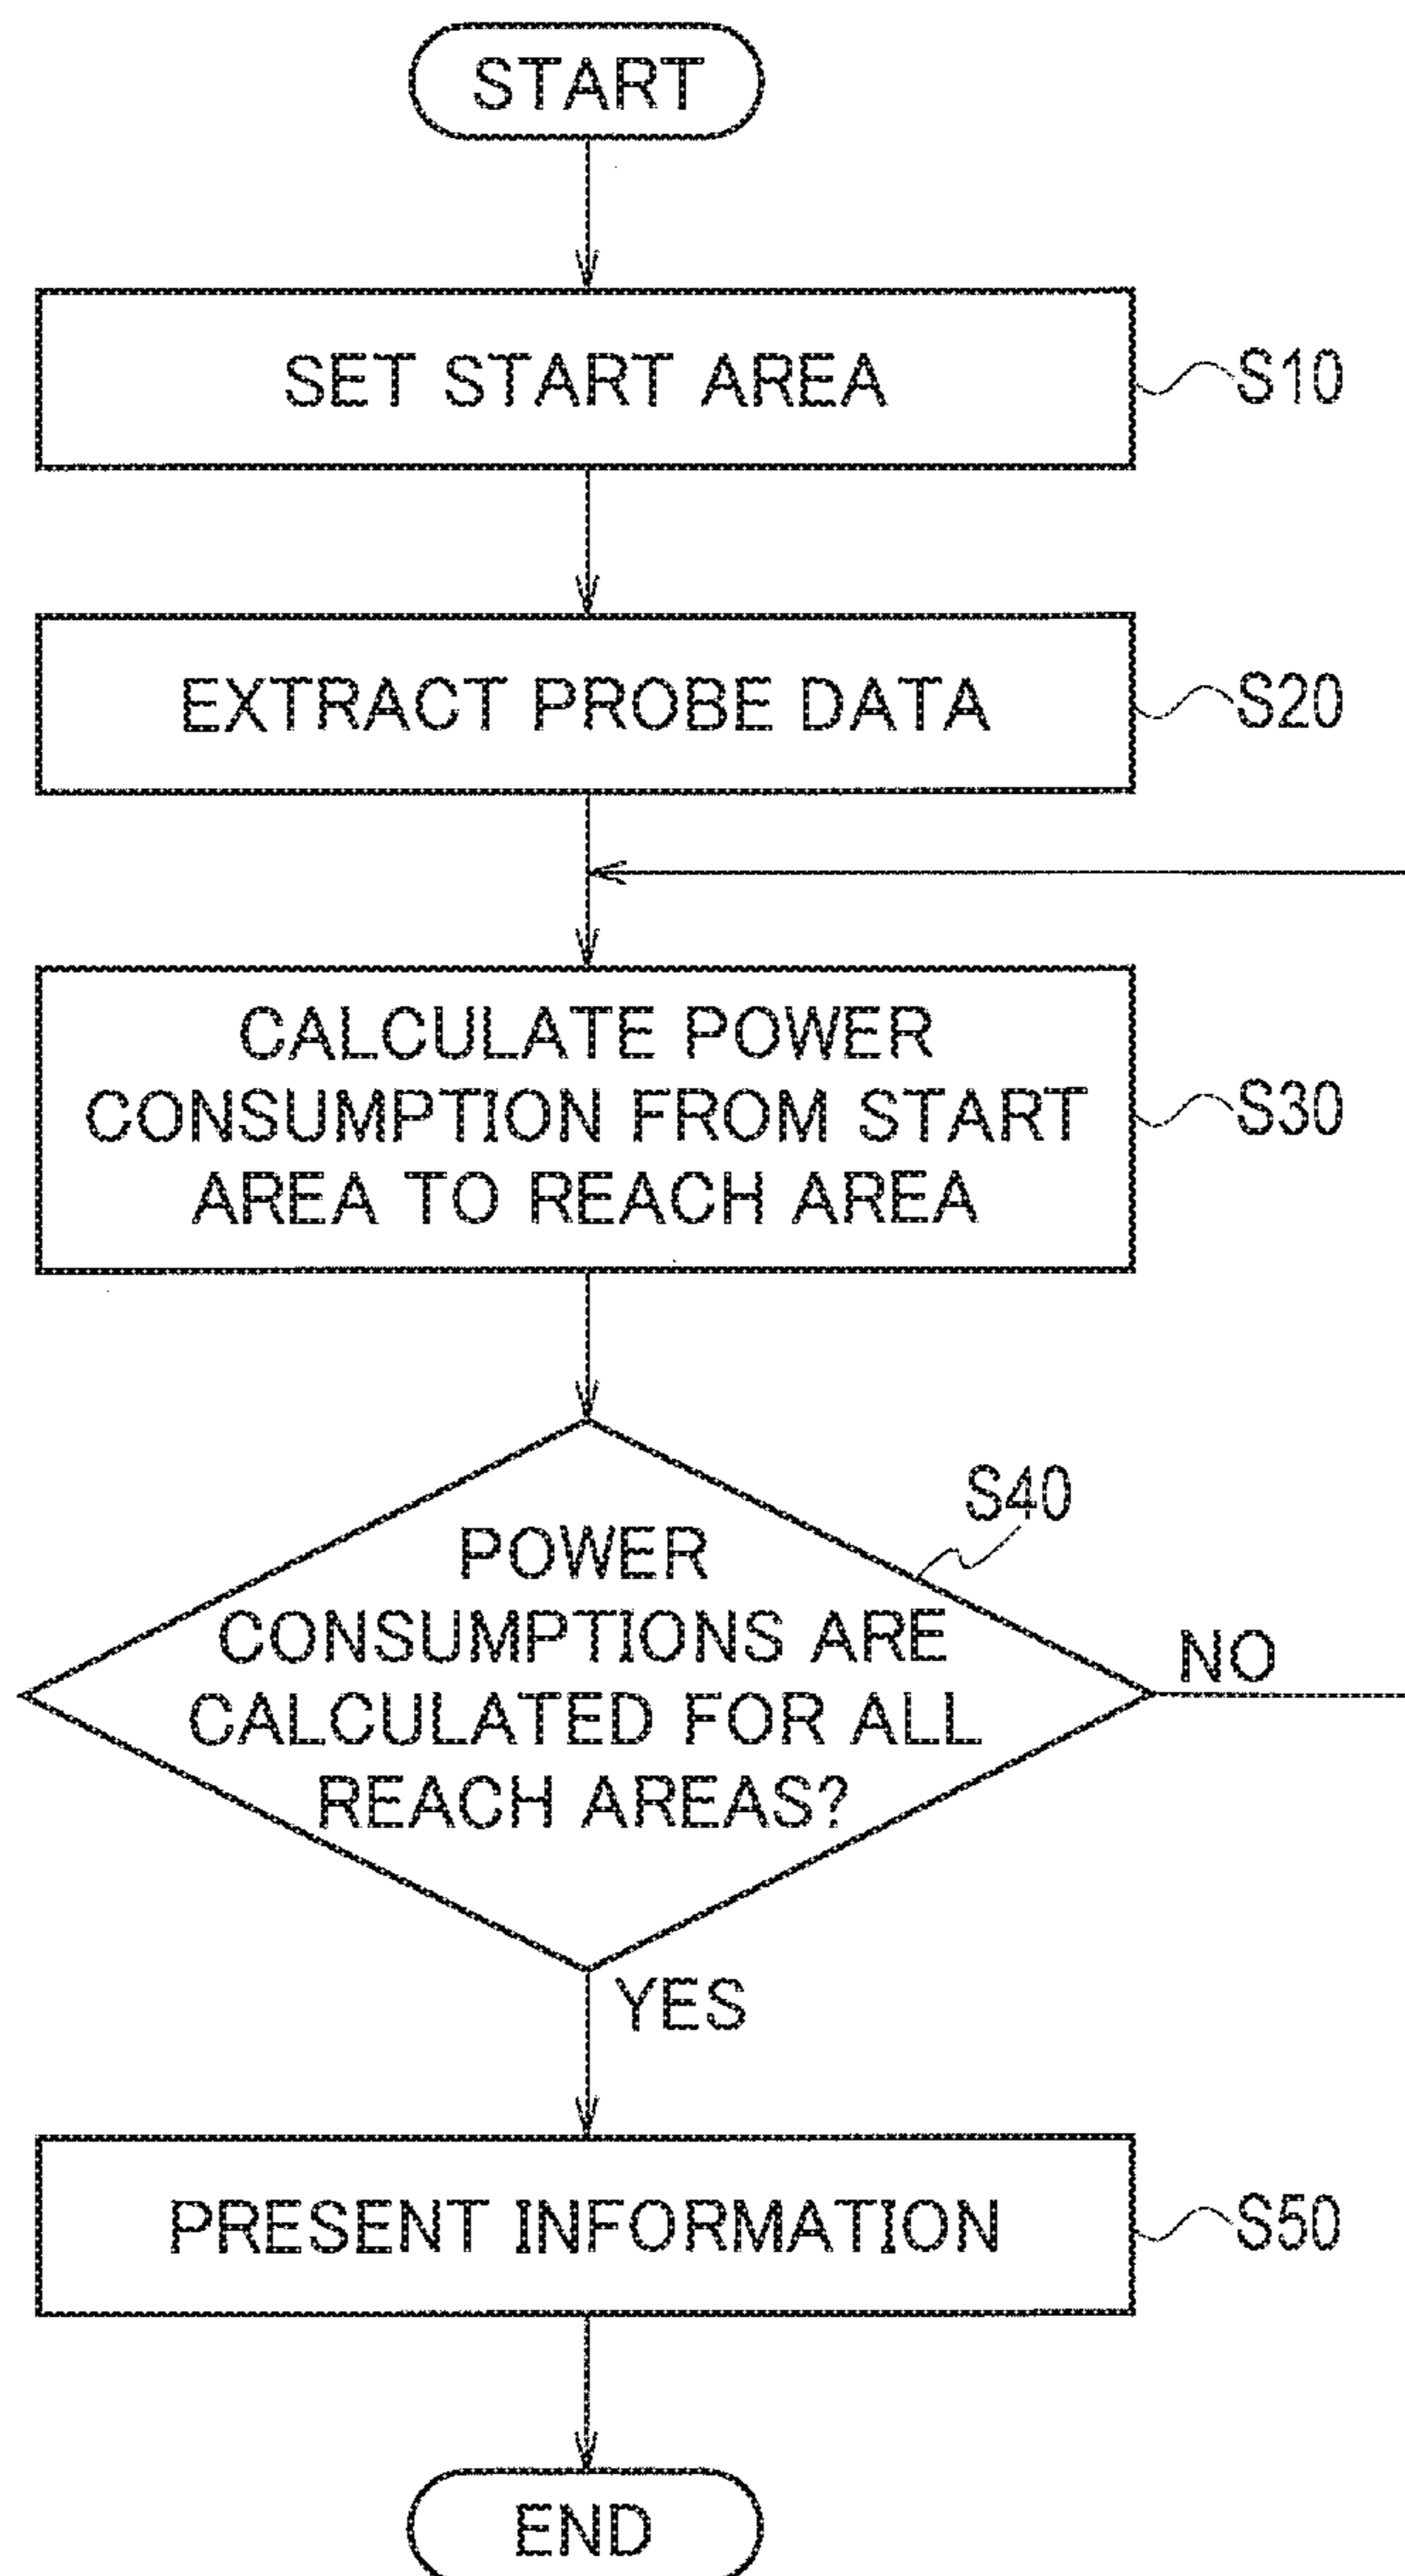 START
SET START AREA
S10
EXTRACT PROBE DATA
S20
CALCULATE POWER
CONSUMPTION FROM START
AREA TO REACH AREA
S30
S40
POWER
CONSUMPTIONS ARE
CALCULATED FOR ALL
REACH AREAS?
NO
YES
PRESENT INFORMATION
S50
END